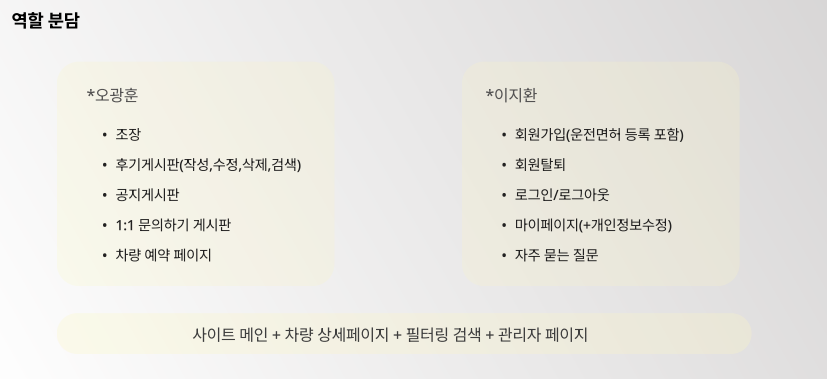 역할 분담
*오광훈
• 조장
• 후기게시판(작성,수정,삭제,검색)
• 공지게시판
• 1:1 문의하기 게시판
• 차량 예약 페이지
*이지환
• 회원가입(운전면허 등록 포함)
• 회원탈퇴
• 로그인/로그아웃
• 마이페이지(+개인정보수정)
• 자주 묻는 질문
사이트 메인 + 차량 상세페이지 + 필터링 검색 + 관리자 페이지